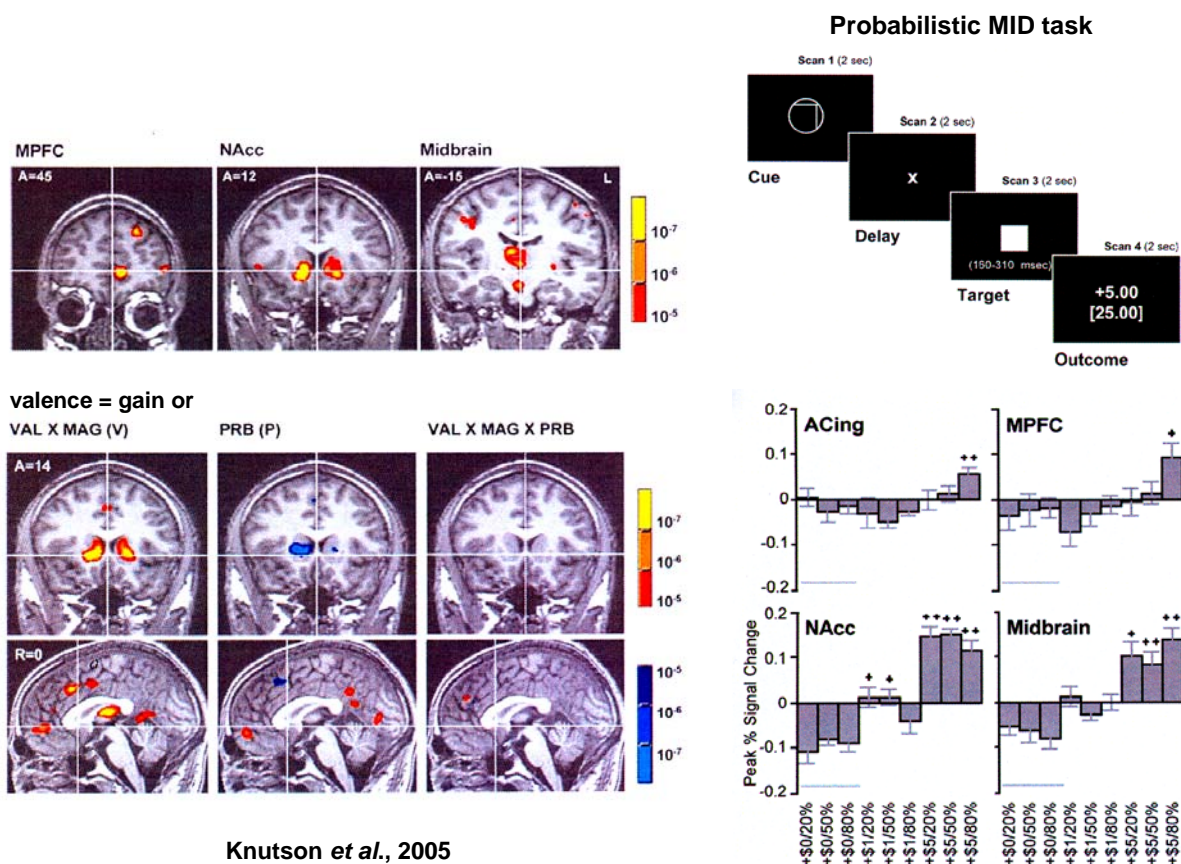 Probabilistic MID task
Scan 1 (2 sec)
Cue
Scan 2 (2 sec)
X
Delay
Scan 3 (2 sec)
(160-310 msec)
Target
Scan 4 (2 sec)
+5.00
[25.00]
Outcome
MPFC NAcc Midbrain
A=45 A=12 A=-15 L
10-7
10-6
10-5
valence = gain or
VAL X MAG (V) PRB (P) VAL X MAG X PRB
A=14
10-7
10-6
10-5
R=0
10-5
10-6
10-7
Knutson et al., 2005
Peak % Signal Change
0.2
0.1
0
-0.1
-0.2
ACing
++
MPFC
+
0.2
0.1
0
-0.1
-0.2
NAcc
+ + ++ ++ ++
Midbrain
+ ++ ++
+$0/20%
+$0/50%
+$0/80%
+$1/20%
+$1/50%
+$1/80%
+$5/20%
+$5/50%
+$5/80%
+$0/20%
+$0/50%
+$0/80%
+$1/20%
+$1/50%
+$1/80%
+$5/20%
+$5/50%
+$5/80%